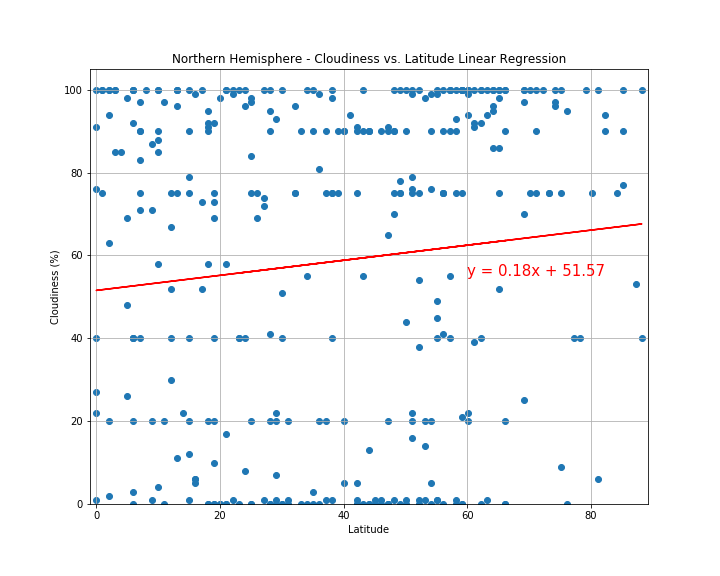 Northern Hemisphere - Cloudiness vs. Latitude Linear Regression
100
80
60
40
20
0
Cloudiness (%)
y = 0.18x + 51.57
0
20
40
60
80
Latitude